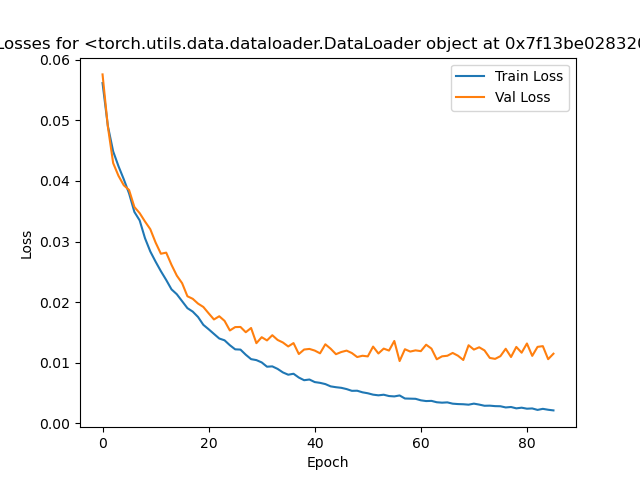 Losses for <torch.utils.data.dataloader.DataLoader object at 0x7f13be028320
Train Loss
Val Loss
0.06
0.05
0.04
0.03
0.02
0.01
0.00
Loss
0
20
40
60
80
Epoch